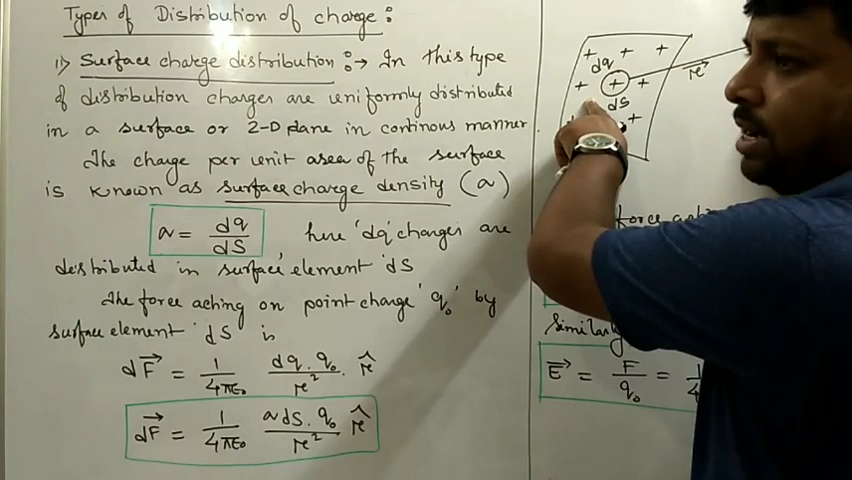 Types of Distribution of charge :
1) Surface charge distribution :→ In this type
of distribution charges are uniformly distributed
in a surface or 2-D plane in continous manner
The charge per unit area of the surface
is known as surface charge density (σ)
σ = dq/dS here 'dq' charges are
distributed in surface element 'dS'
The force acting on point charge 'q₀' by
surface element 'dS' is
dF⃗ = 1/4πε₀ dq.q₀/r² . r̂
dF⃗ = 1/4πε₀ σdS.q₀/r² r̂
+ + +
dq
+ + +
dS
+
r
force
Similarly
E⃗ = F/q₀ = 1/4